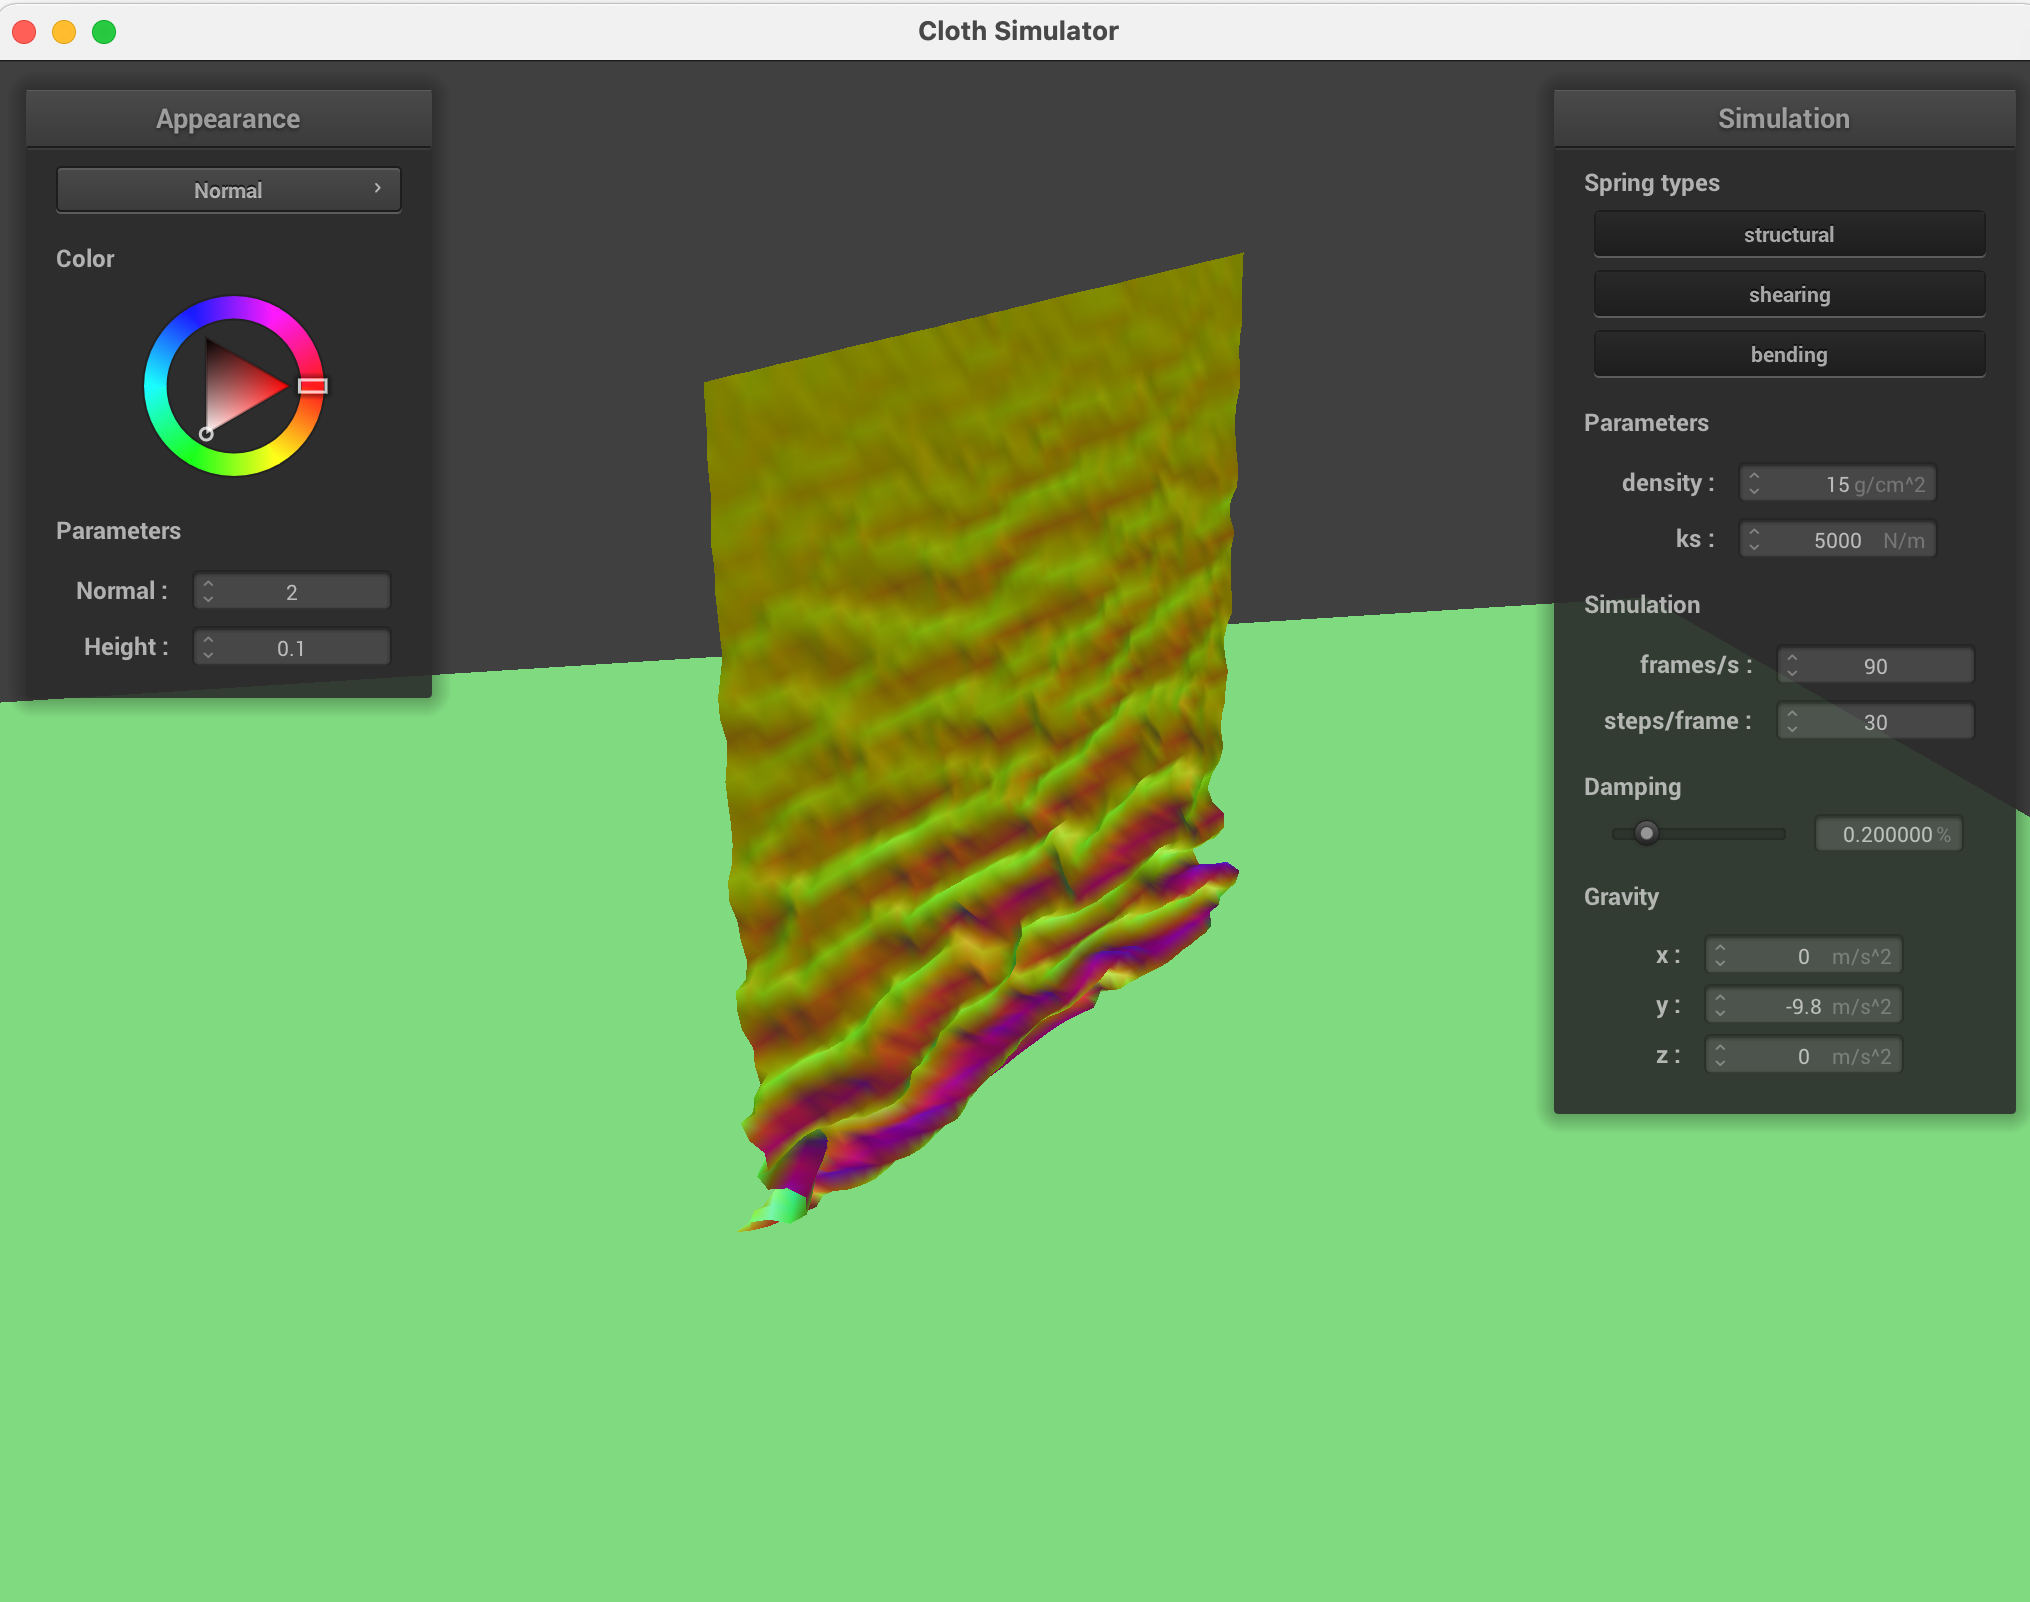 Cloth Simulator
Appearance
Normal
Color
Parameters
Normal : 2
Height : 0.1
Simulation
Spring types
structural
shearing
bending
Parameters
density : 15 g/cm^2
ks : 5000 N/m
Simulation
frames/s : 90
steps/frame : 30
Damping
0.200000 %
Gravity
x : 0 m/s^2
y : -9.8 m/s^2
z : 0 m/s^2